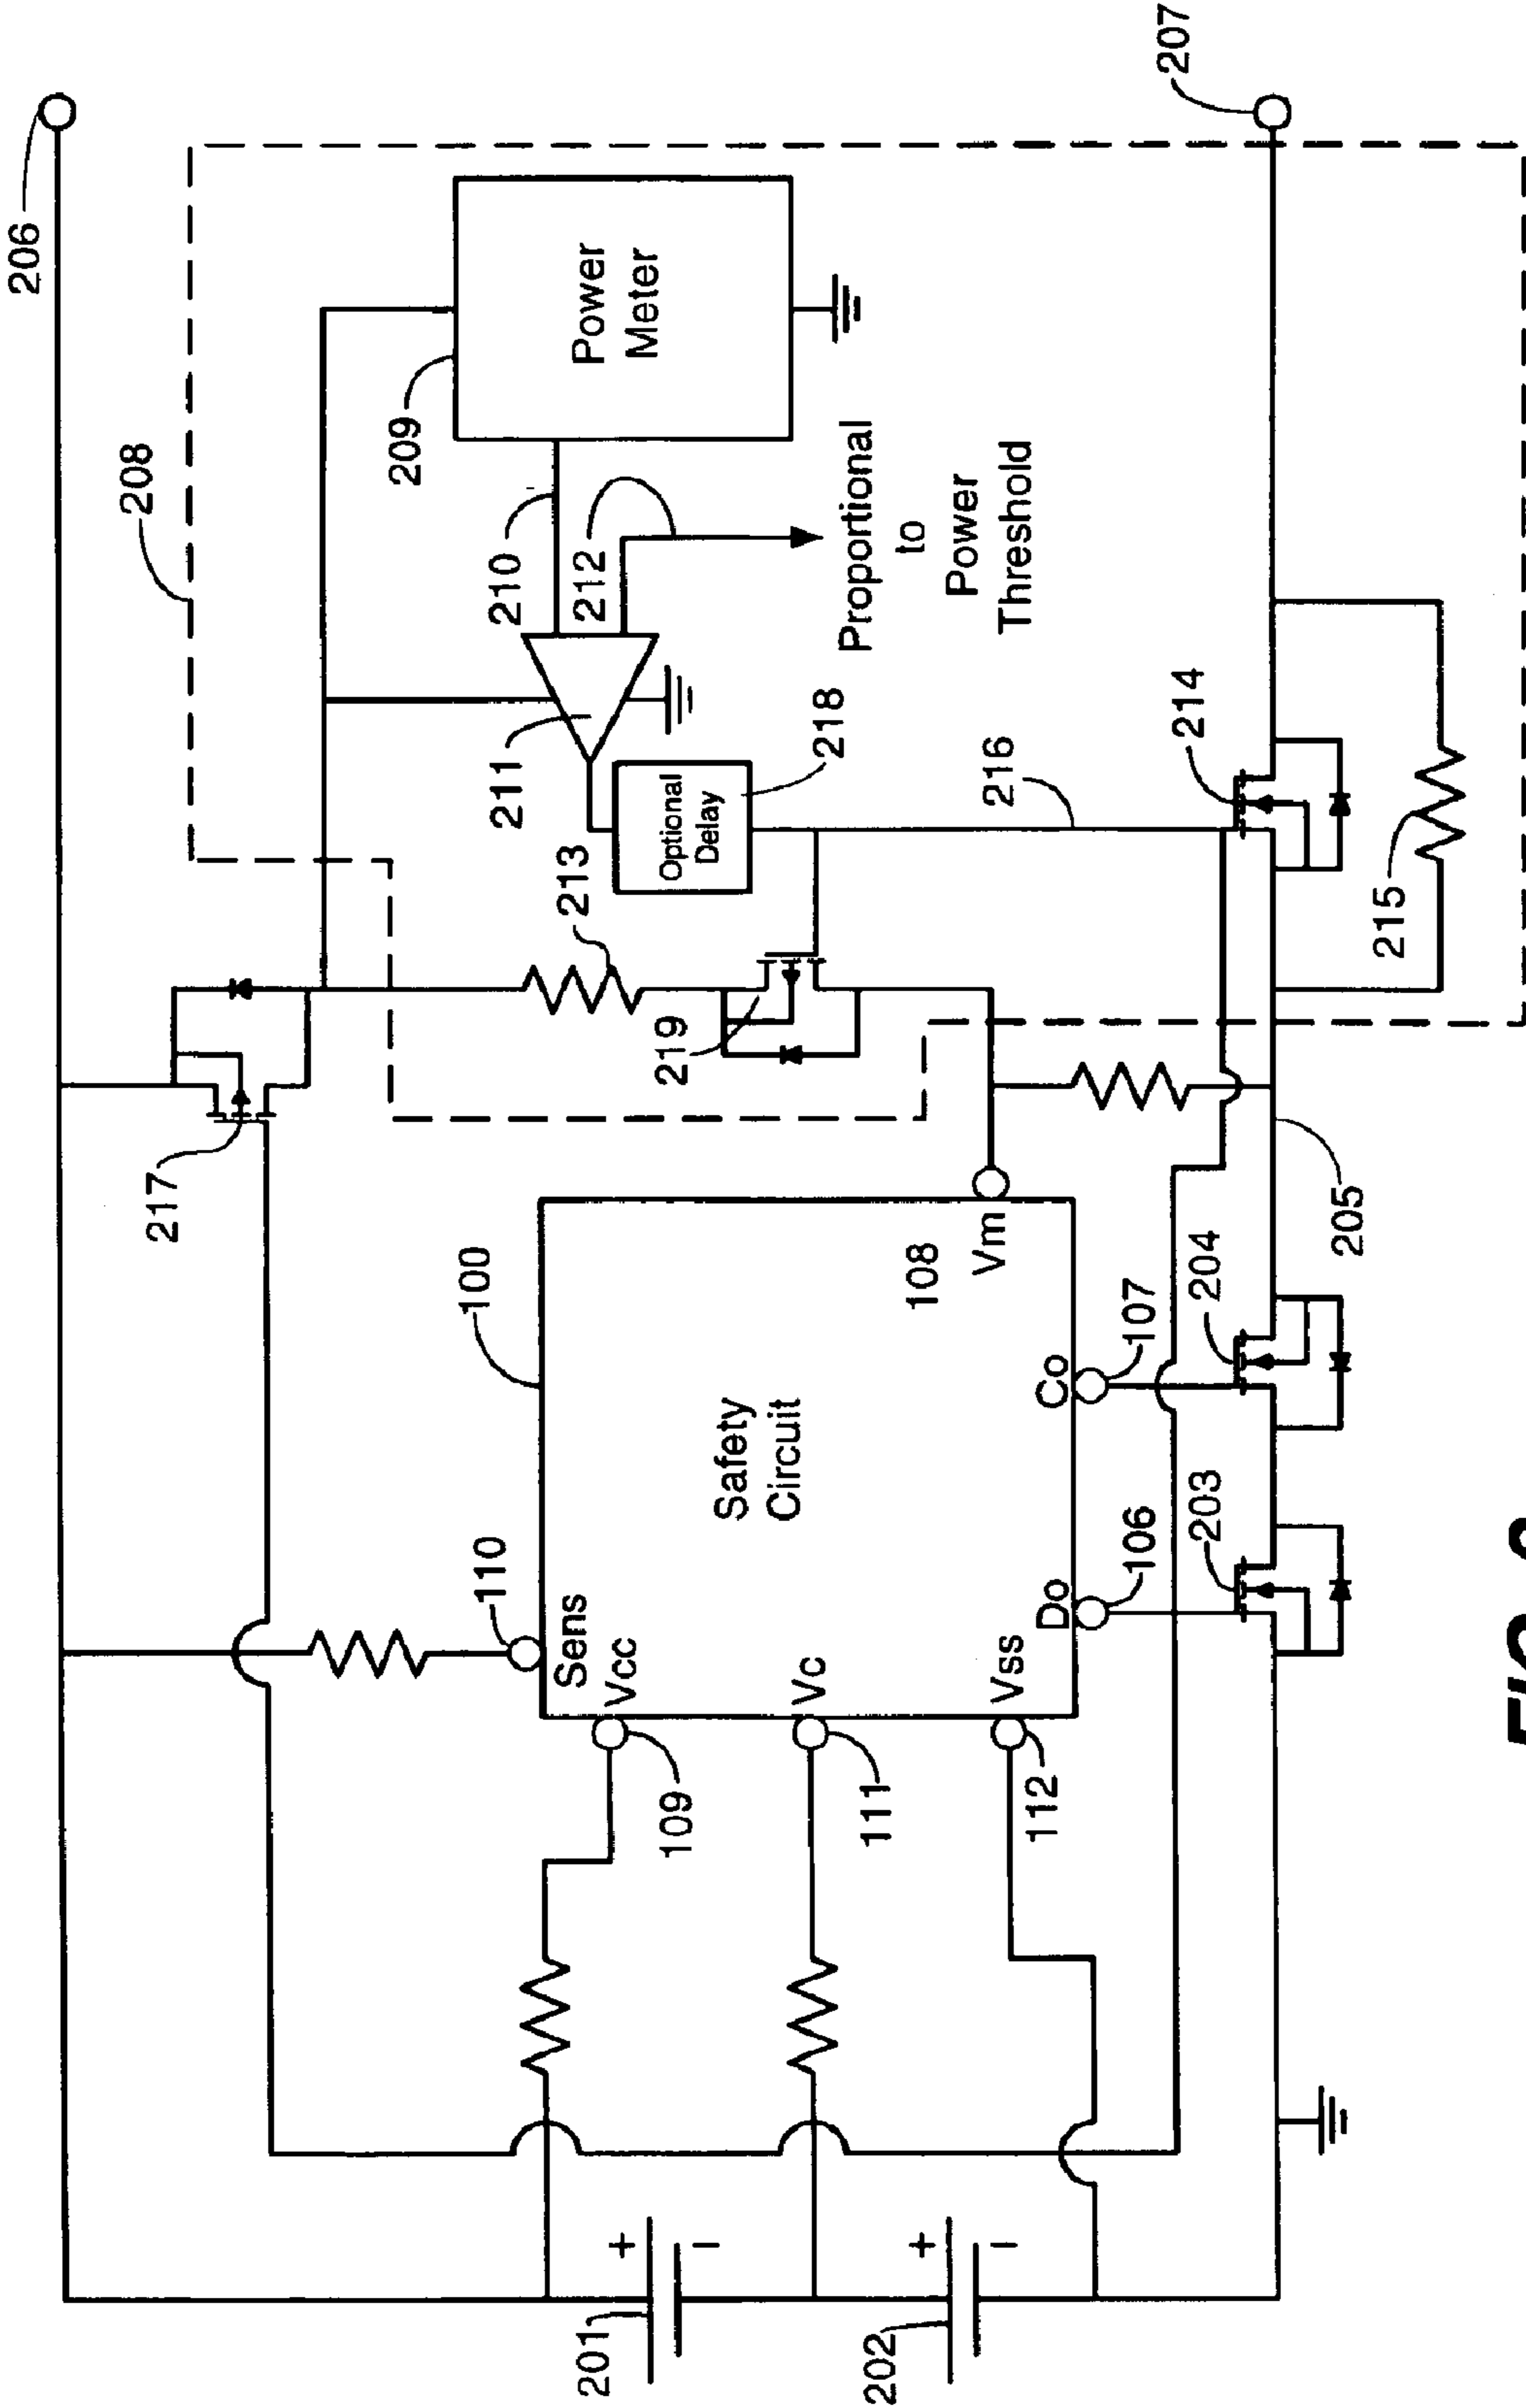 206
208
217
209
Power
Meter
210
212
211
213
218
Optional
Delay
219
Proportional
to
Power
Threshold
216
214
215
207
110
Sens
100
Vcc
109
Vc
111
Vss
112
Safety
Circuit
108
Vm
Do
106
Co
107
203
204
205
201
+
−
202
+
−